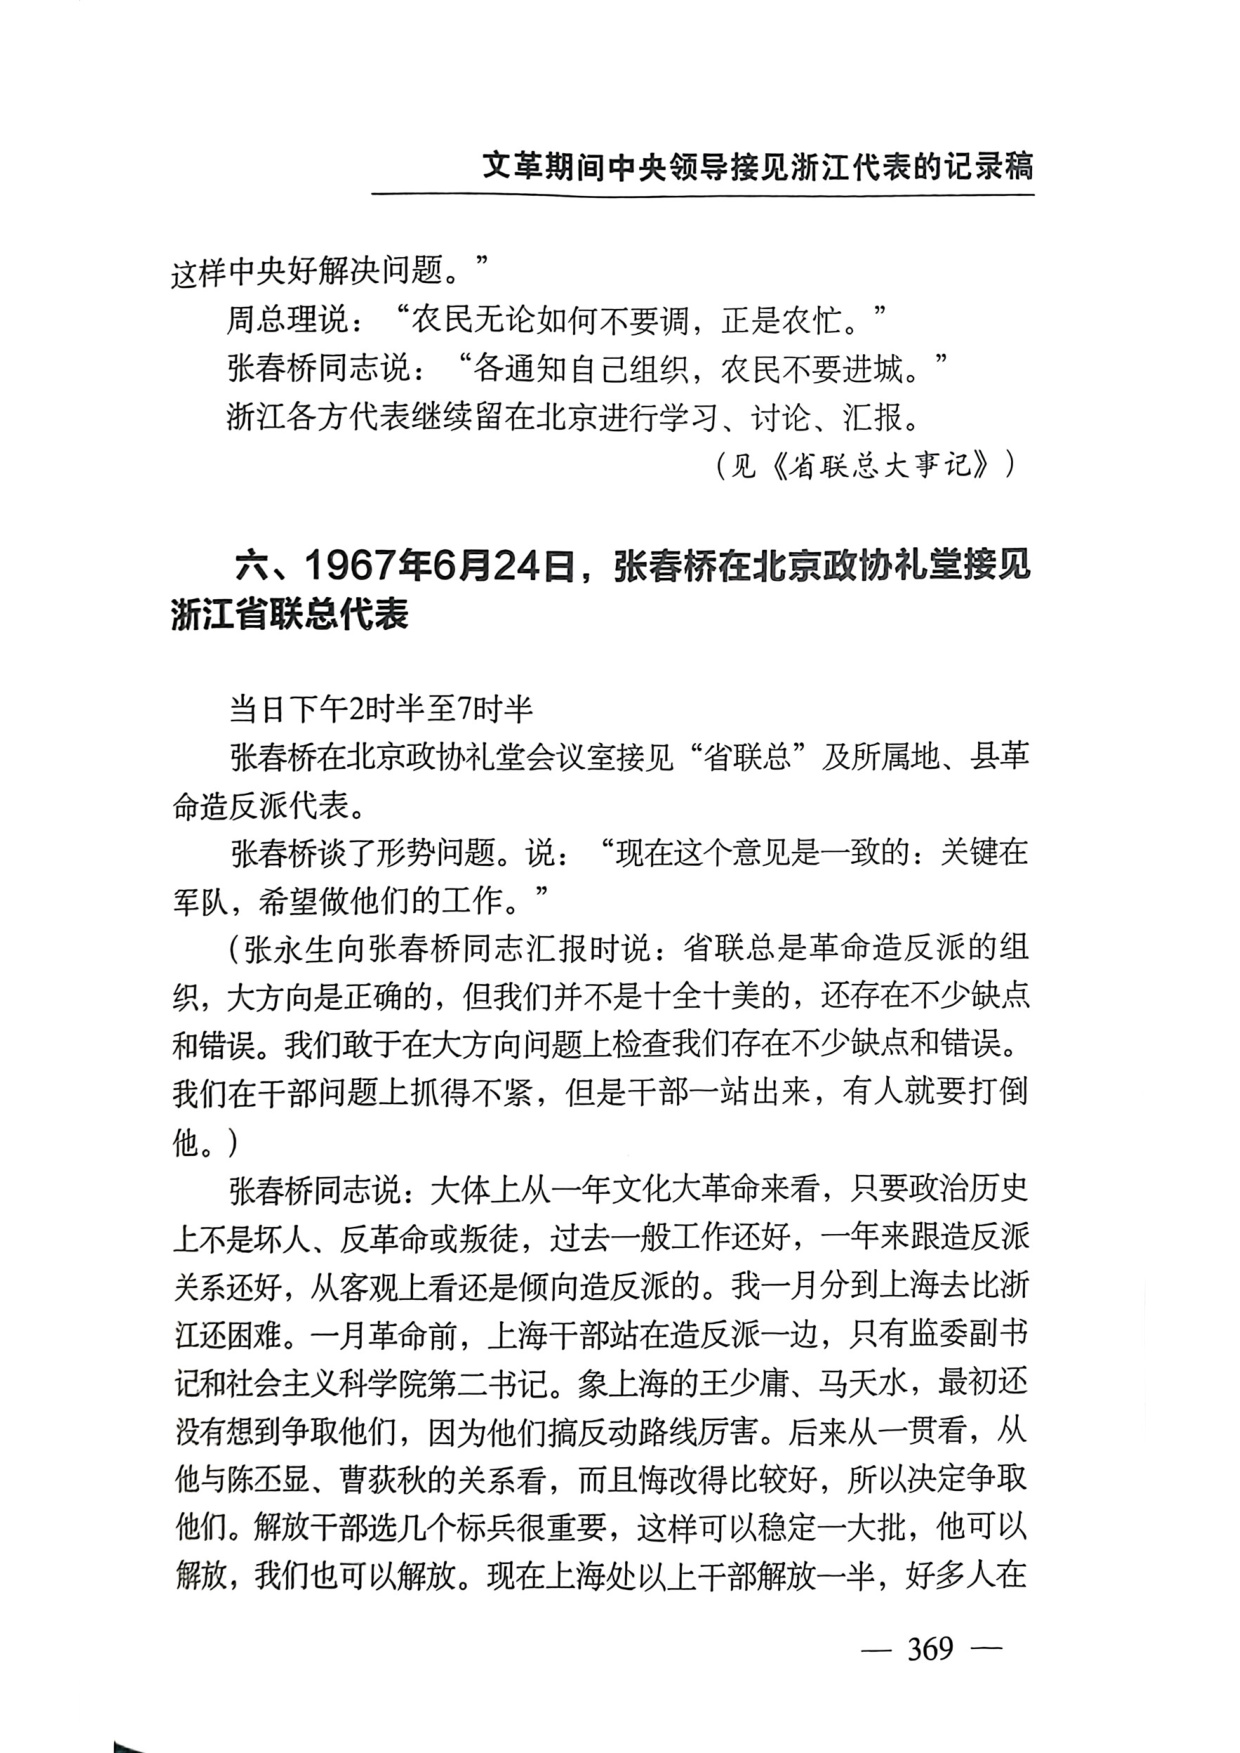 文革期间中央领导接见浙江代表的记录稿
这样中央好解决问题。”
周总理说：“农民无论如何不要调，正是农忙。”
张春桥同志说：“各通知自己组织，农民不要进城。”
浙江各方代表继续留在北京进行学习、讨论、汇报。
（见《省联总大事记》）
六、1967年6月24日，张春桥在北京政协礼堂接见
浙江省联总代表
当日下午2时半至7时半
张春桥在北京政协礼堂会议室接见“省联总”及所属地、县革
命造反派代表。
张春桥谈了形势问题。说：“现在这个意见是一致的：关键在
军队，希望做他们的工作。”
（张永生向张春桥同志汇报时说：省联总是革命造反派的组
织，大方向是正确的，但我们并不是十全十美的，还存在不少缺点
和错误。我们敢于在大方向问题上检查我们存在不少缺点和错误。
我们在干部问题上抓得不紧，但是干部一站出来，有人就要打倒
他。）
张春桥同志说：大体上从一年文化大革命来看，只要政治历史
上不是坏人、反革命或叛徒，过去一般工作还好，一年来跟造反派
关系还好，从客观上看还是倾向造反派的。我一月分到上海去比浙
江还困难。一月革命前，上海干部站在造反派一边，只有监委副书
记和社会主义科学院第二书记。象上海的王少庸、马天水，最初还
没有想到争取他们，因为他们搞反动路线厉害。后来从一贯看，从
他与陈丕显、曹荻秋的关系看，而且悔改得比较好，所以决定争取
他们。解放干部选几个标兵很重要，这样可以稳定一大批，他可以
解放，我们也可以解放。现在上海处以上干部解放一半，好多人在
— 369 —